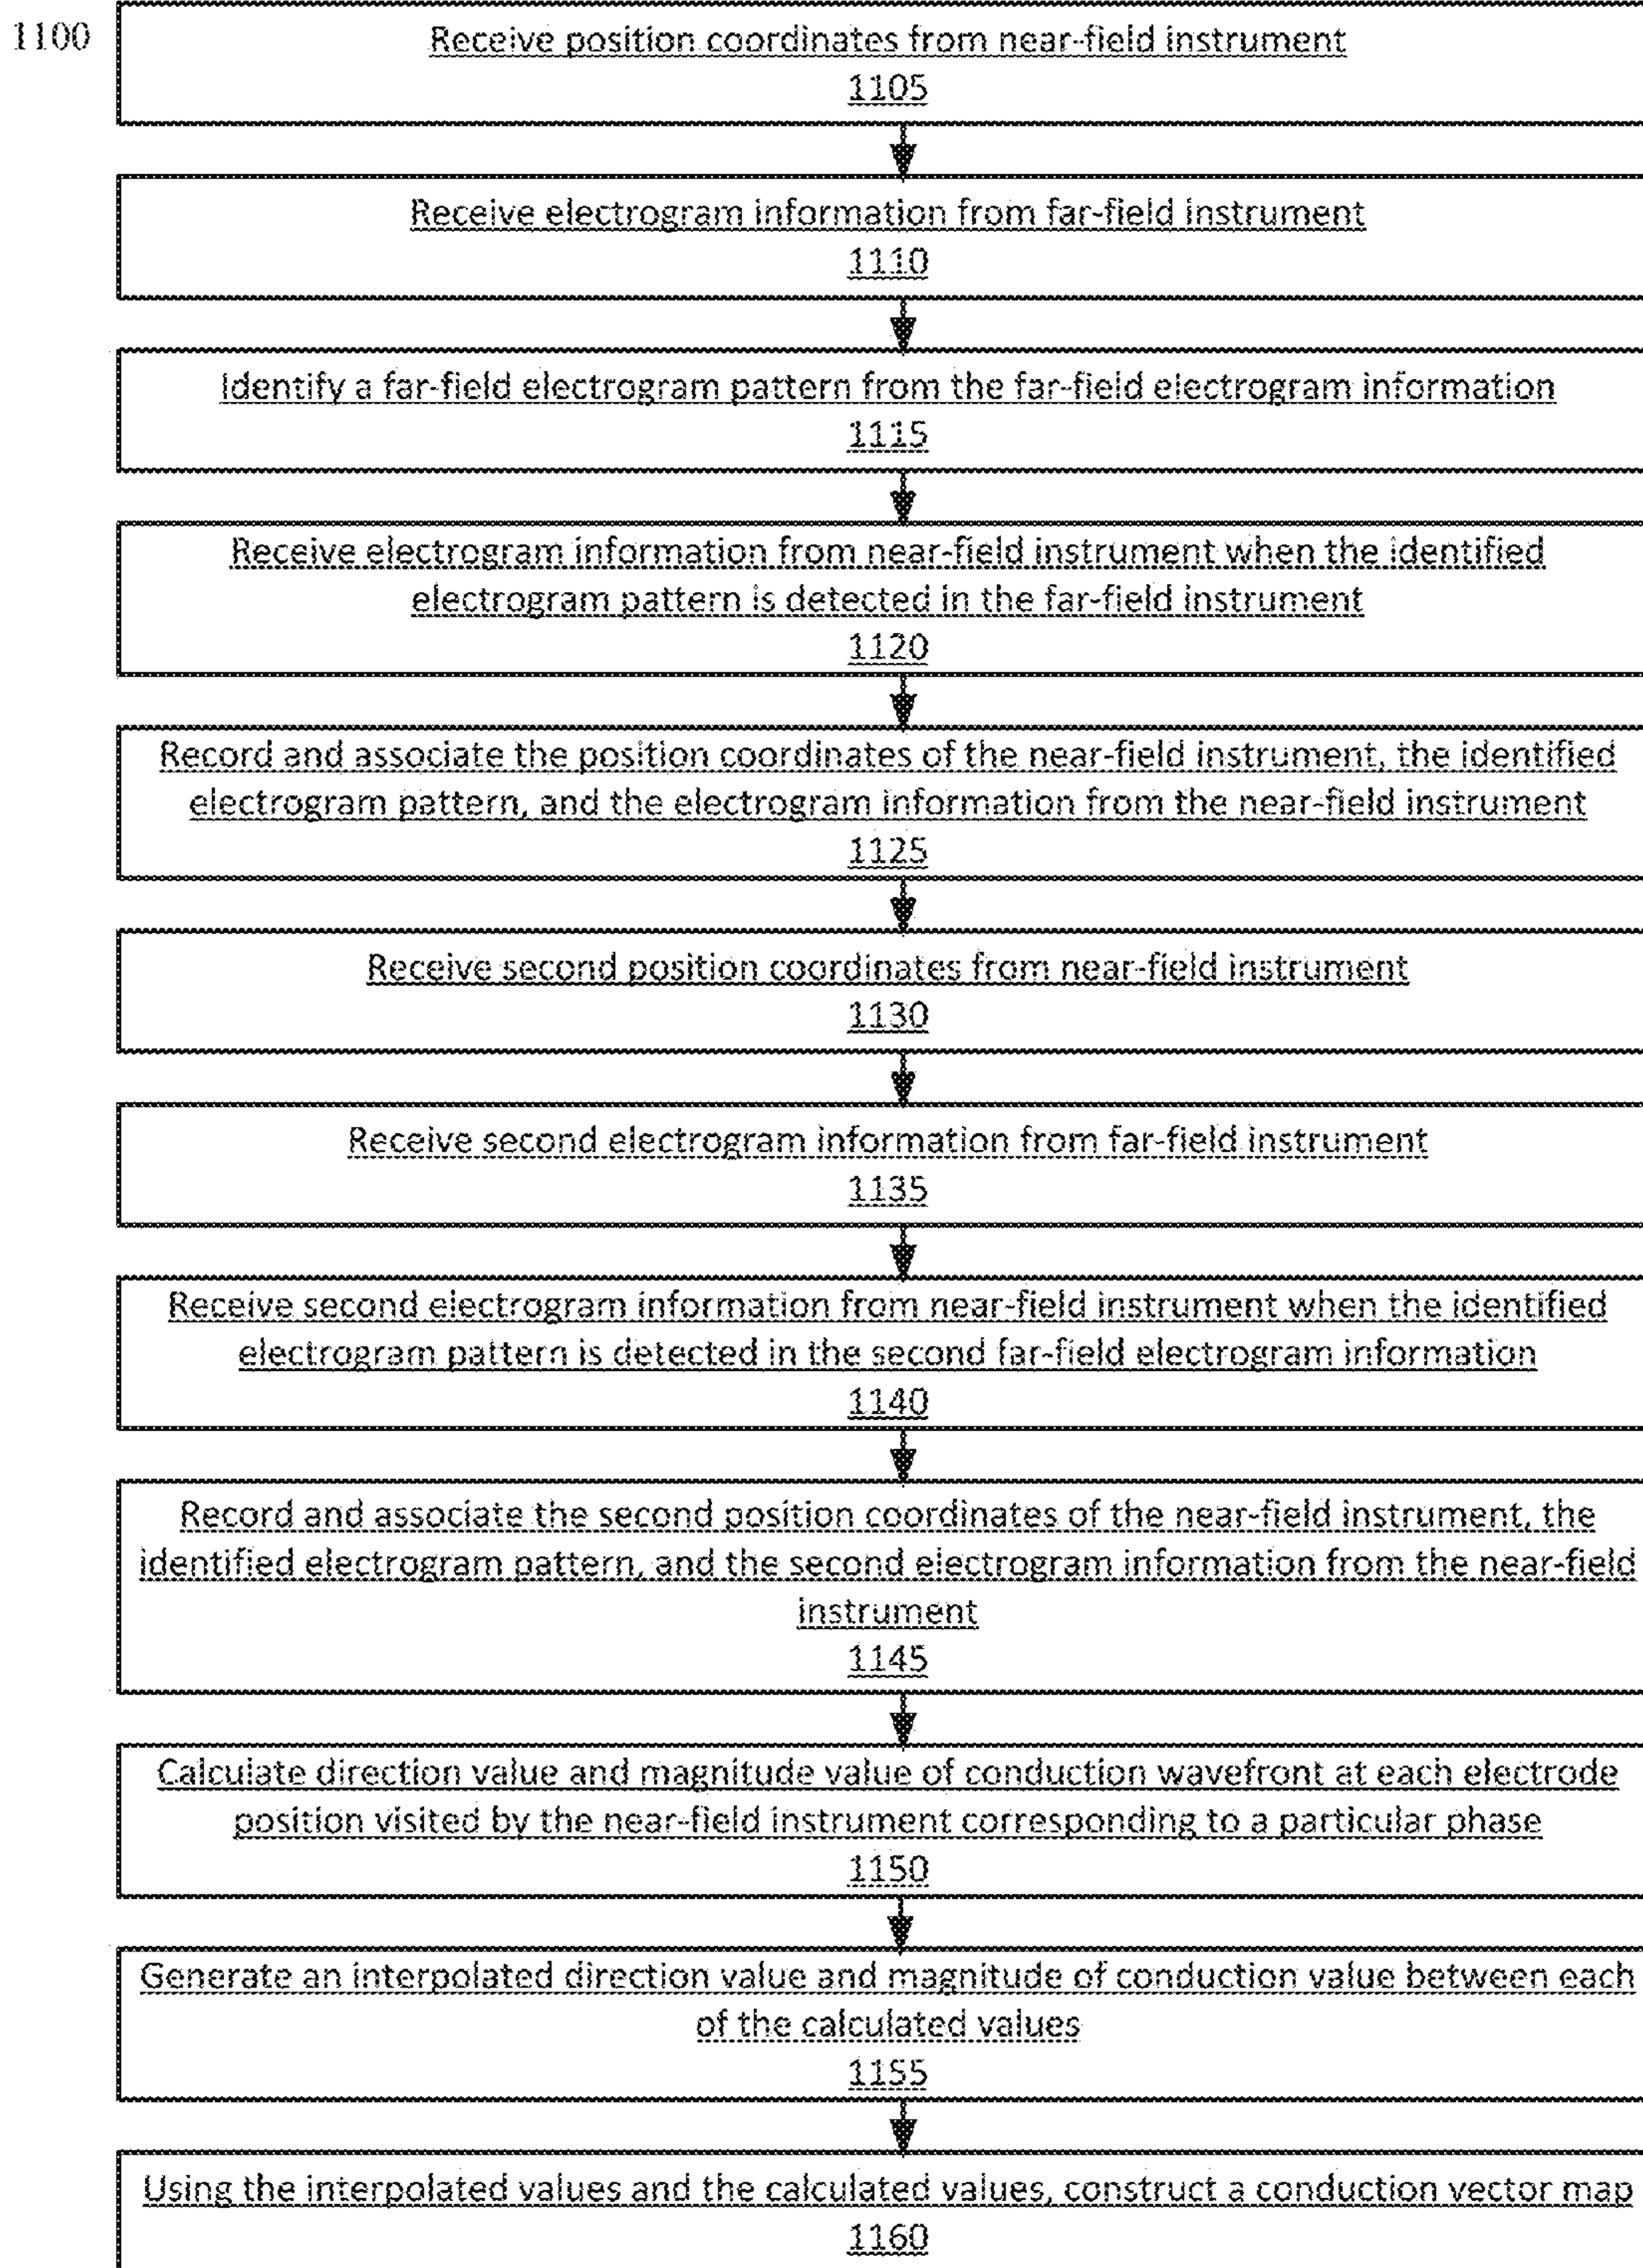 1100
Receive position coordinates from near-field instrument
1105
Receive electrogram information from far-field instrument
1110
Identify a far-field electrogram pattern from the far-field electrogram information
1115
Receive electrogram information from near-field instrument when the identified
electrogram pattern is detected in the far-field instrument
1120
Record and associate the position coordinates of the near-field instrument, the identified
electrogram pattern, and the electrogram information from the near-field instrument
1125
Receive second position coordinates from near-field instrument
1130
Receive second electrogram information from far-field instrument
1135
Receive second electrogram information from near-field instrument when the identified
electrogram pattern is detected in the second far-field electrogram information
1140
Record and associate the second position coordinates of the near-field instrument, the
identified electrogram pattern, and the second electrogram information from the near-field
instrument
1145
Calculate direction value and magnitude value of conduction wavefront at each electrode
position visited by the near-field instrument corresponding to a particular phase
1150
Generate an interpolated direction value and magnitude of conduction value between each
of the calculated values
1155
Using the interpolated values and the calculated values, construct a conduction vector map
1160